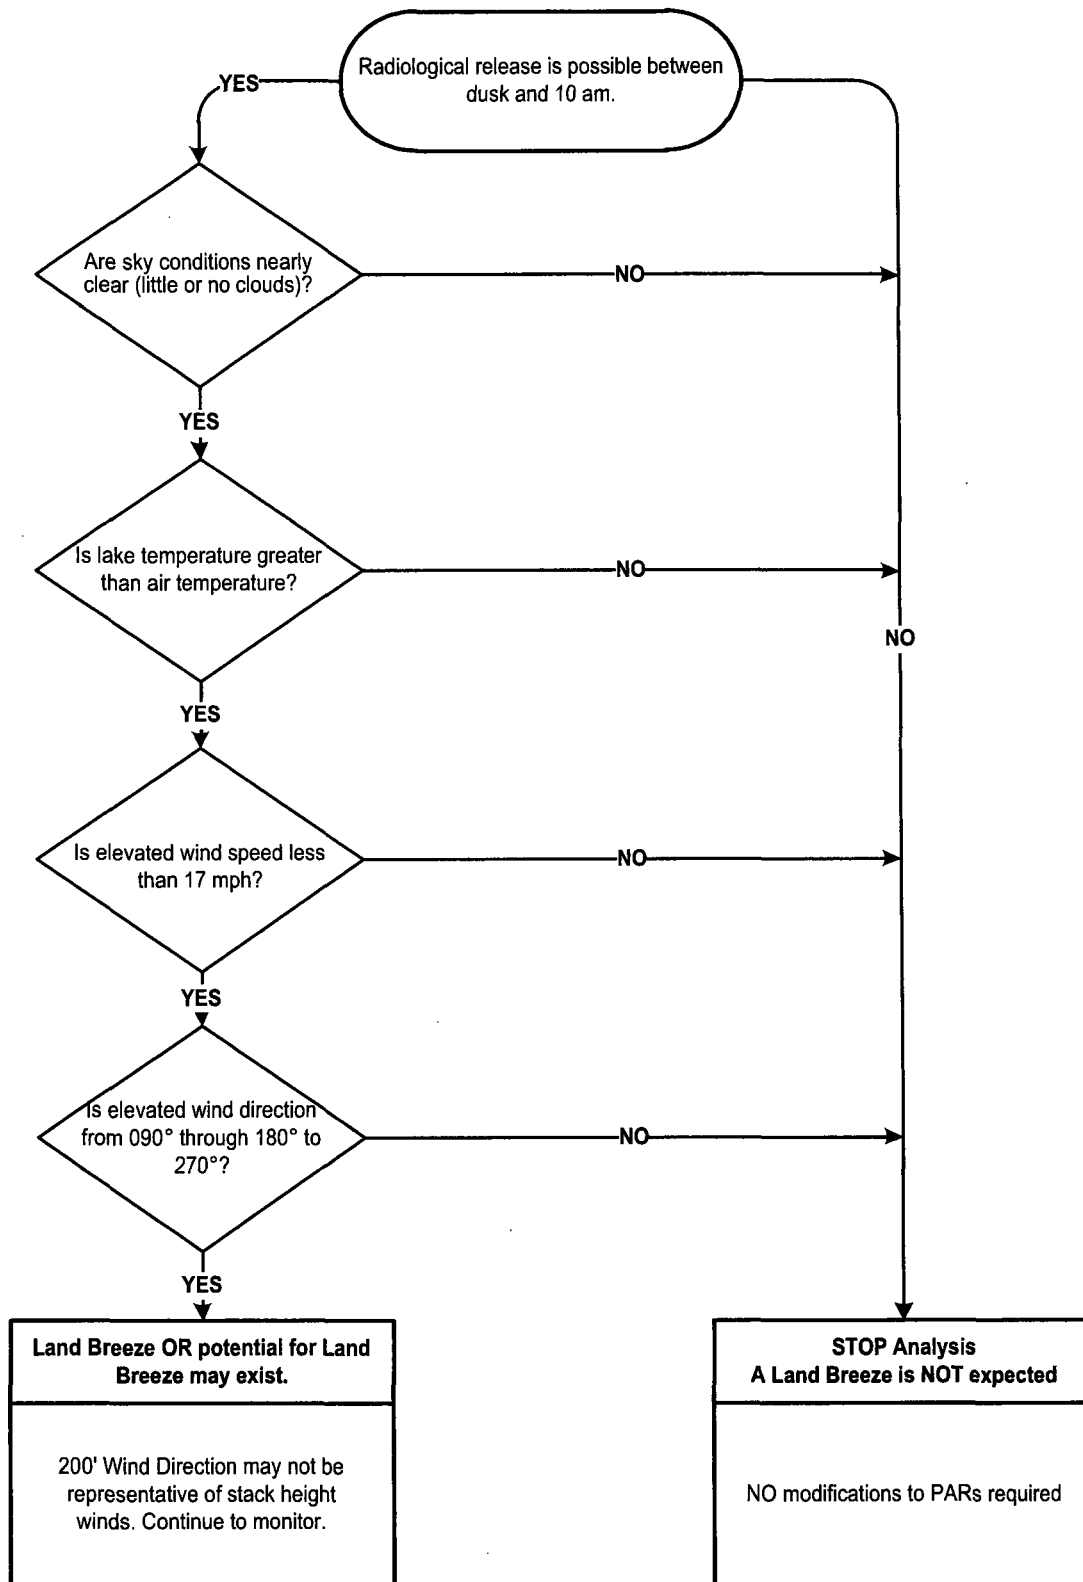 Radiological release is possible between
dusk and 10 am.
YES
Are sky conditions nearly
clear (little or no clouds)?
NO
YES
Is lake temperature greater
than air temperature?
NO
NO
YES
Is elevated wind speed less
than 17 mph?
NO
YES
Is elevated wind direction
from 090° through 180° to
270°?
NO
YES
Land Breeze OR potential for Land
Breeze may exist.
200' Wind Direction may not be
representative of stack height
winds. Continue to monitor.
STOP Analysis
A Land Breeze is NOT expected
NO modifications to PARs required